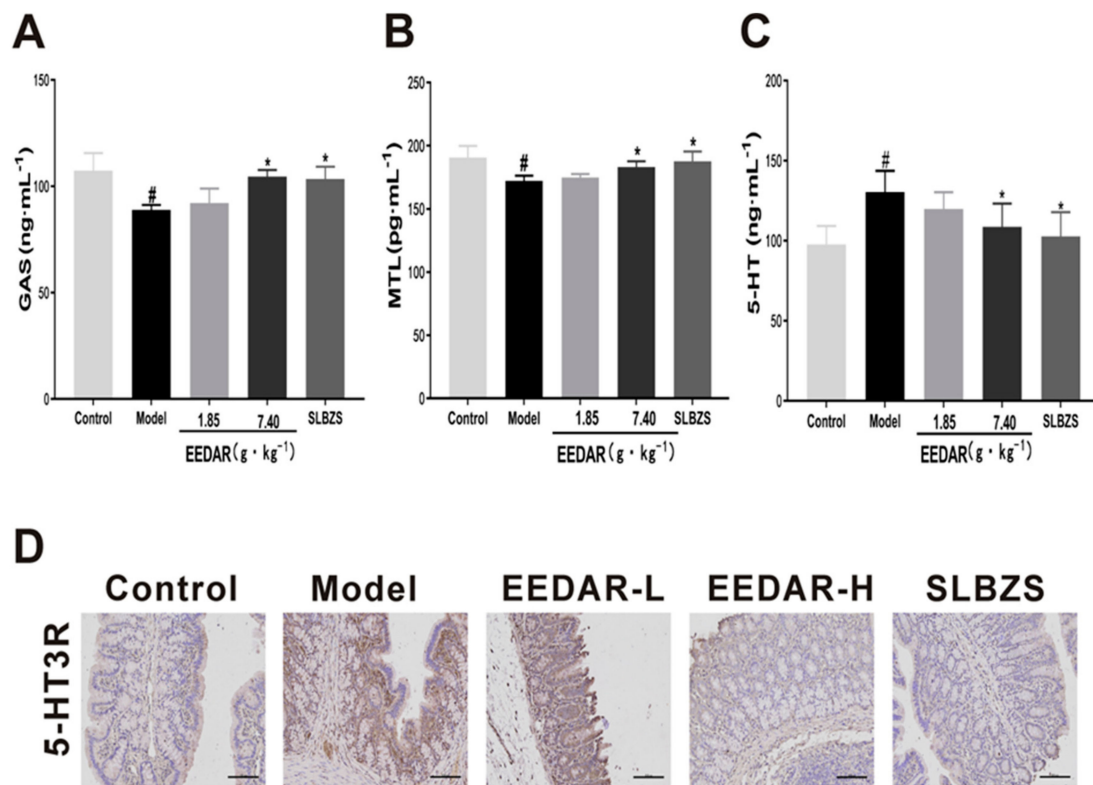 A
B
C
GAS (ng·mL⁻¹)
150
100
50
0
#
*
*
Control
Model
1.85
7.40
SLBZS
EEDAR(g · kg⁻¹)
MTL(pg·mL⁻¹)
250
200
150
100
50
0
#
*
*
Control
Model
1.85
7.40
SLBZS
EEDAR(g · kg⁻¹)
5-HT (ng·mL⁻¹)
200
150
100
50
0
#
*
*
Control
Model
1.85
7.40
SLBZS
EEDAR(g · kg⁻¹)
D
Control
Model
EEDAR-L
EEDAR-H
SLBZS
5-HT3R